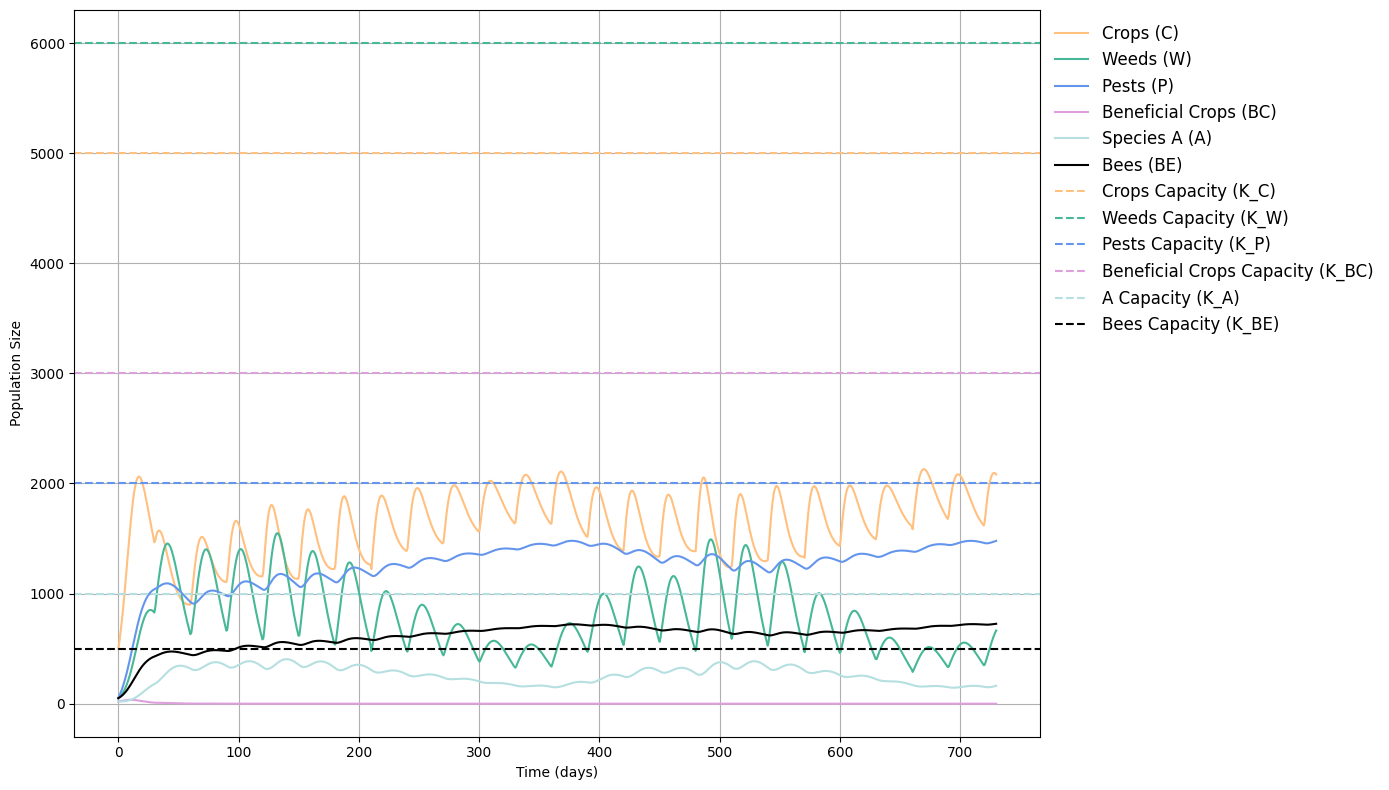 6000
5000
4000
3000
2000
1000
0
Population Size
0 100 200 300 400 500 600 700
Time (days)
Crops (C)
Weeds (W)
Pests (P)
Beneficial Crops (BC)
Species A (A)
Bees (BE)
Crops Capacity (K_C)
Weeds Capacity (K_W)
Pests Capacity (K_P)
Beneficial Crops Capacity (K_BC)
A Capacity (K_A)
Bees Capacity (K_BE)